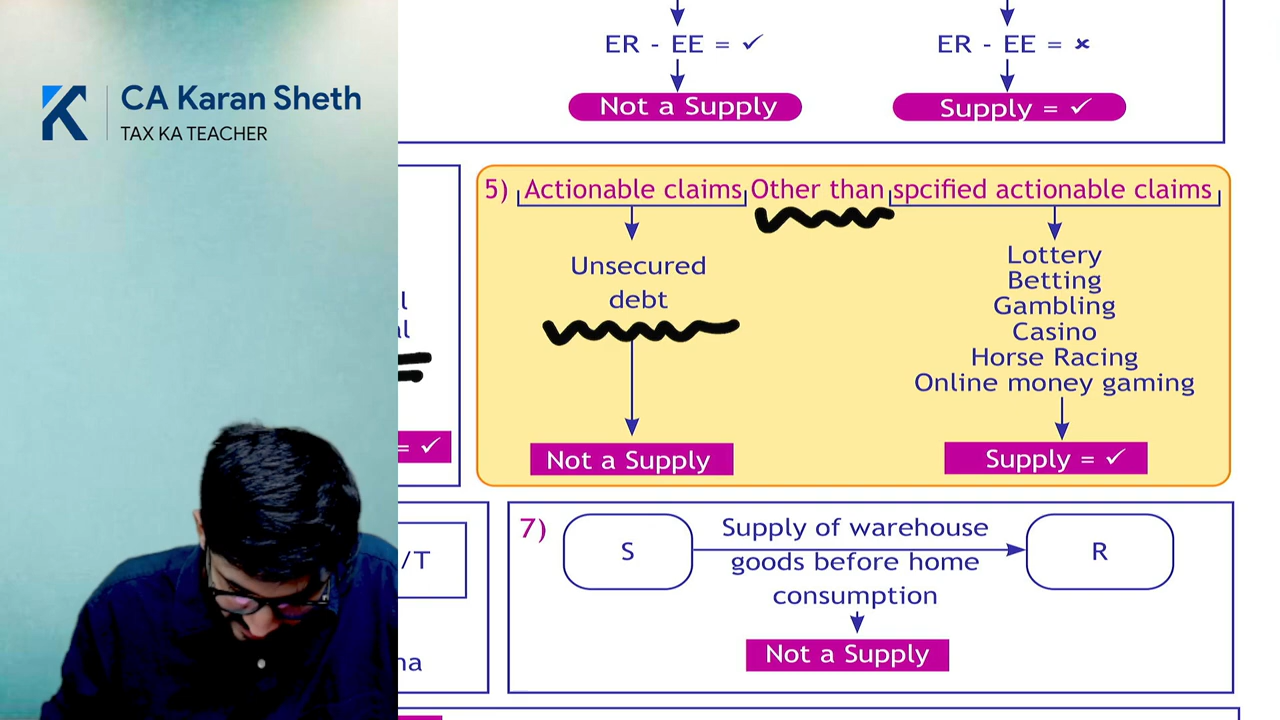 CA Karan Sheth
TAX KA TEACHER
ER - EE = ✓
ER - EE = ×
Not a Supply
Supply = ✓
5) Actionable claims Other than spcified actionable claims
Unsecured
debt
Not a Supply
Lottery
Betting
Gambling
Casino
Horse Racing
Online money gaming
Supply = ✓
= ✓
/T
7)
S
Supply of warehouse
goods before home
consumption
R
Not a Supply